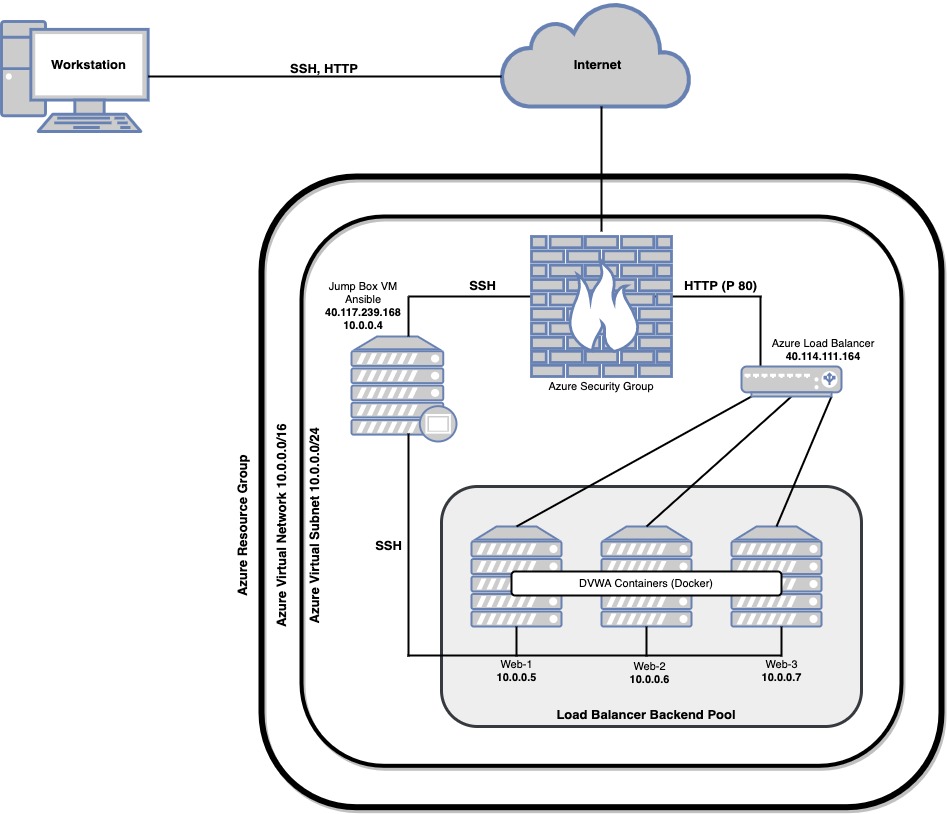 Workstation
SSH, HTTP
Internet
Jump Box VM
Ansible
40.117.239.168
10.0.0.4
SSH
HTTP (P 80)
Azure Security Group
Azure Load Balancer
40.114.111.164
Azure Resource Group
Azure Virtual Network 10.0.0.0/16
Azure Virtual Subnet 10.0.0.0/24
SSH
DVWA Containers (Docker)
Web-1
10.0.0.5
Web-2
10.0.0.6
Web-3
10.0.0.7
Load Balancer Backend Pool